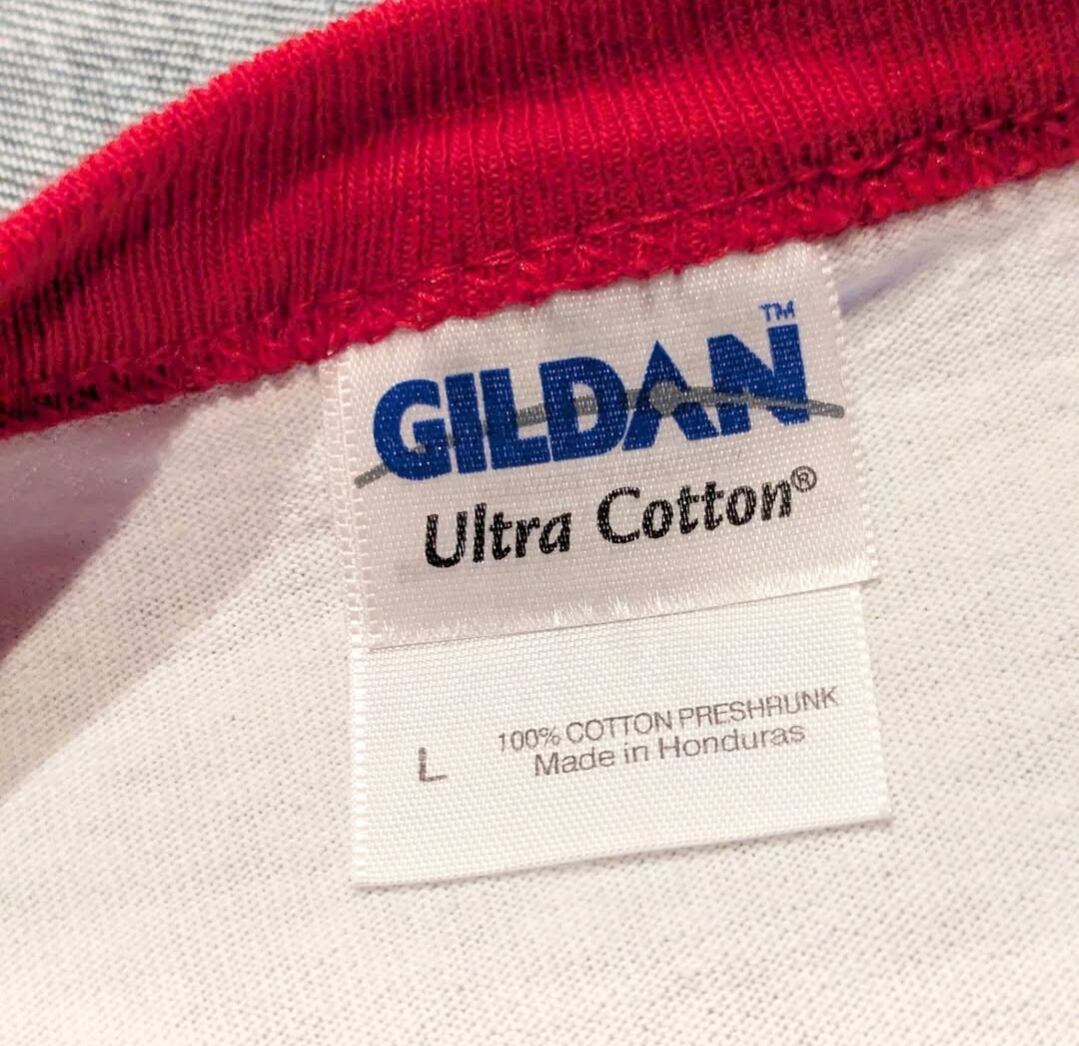 GILDAN™
Ultra Cotton®
L
100% COTTON PRESHRUNK
Made in Honduras